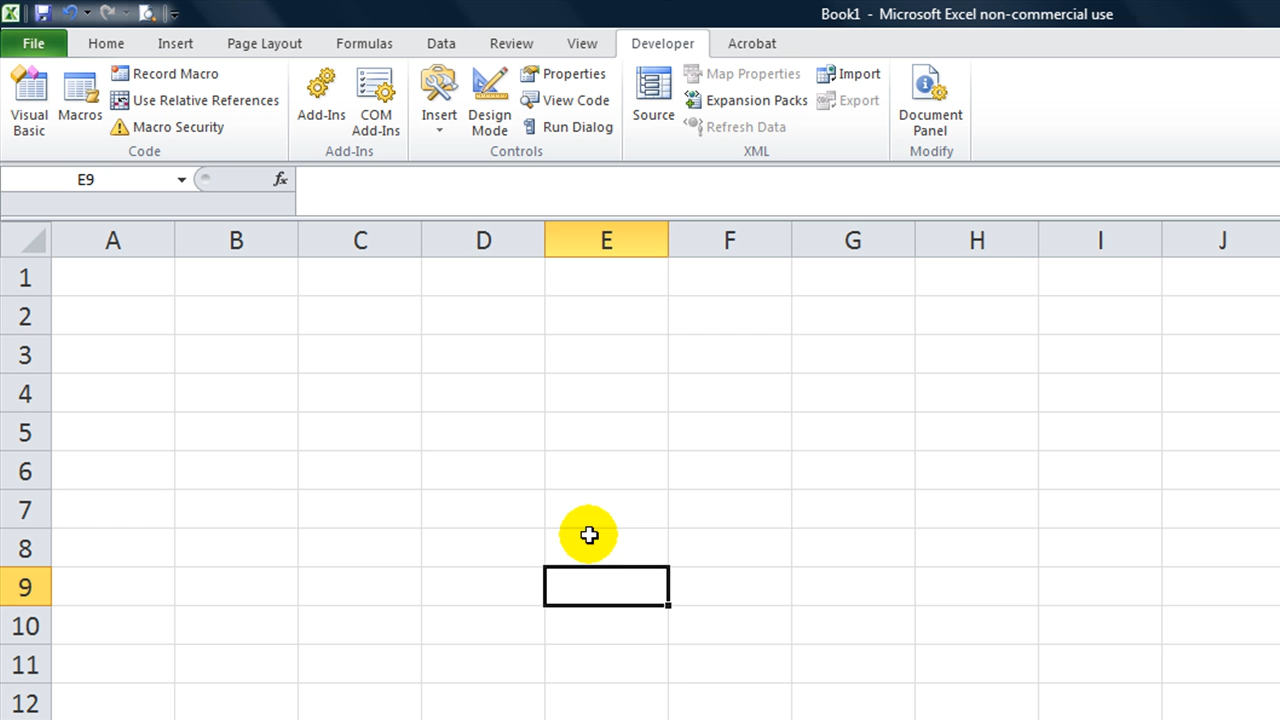 Book1 - Microsoft Excel non-commercial use
File Home Insert Page Layout Formulas Data Review View Developer Acrobat
Visual Basic
Macros
Record Macro
Use Relative References
Macro Security
Code
Add-Ins
COM Add-Ins
Add-Ins
Insert
Design Mode
Properties
View Code
Run Dialog
Controls
Source
Map Properties
Expansion Packs
Refresh Data
Import
Export
XML
Document Panel
Modify
E9 fx
A B C D E F G H I J
1
2
3
4
5
6
7
8
9
10
11
12